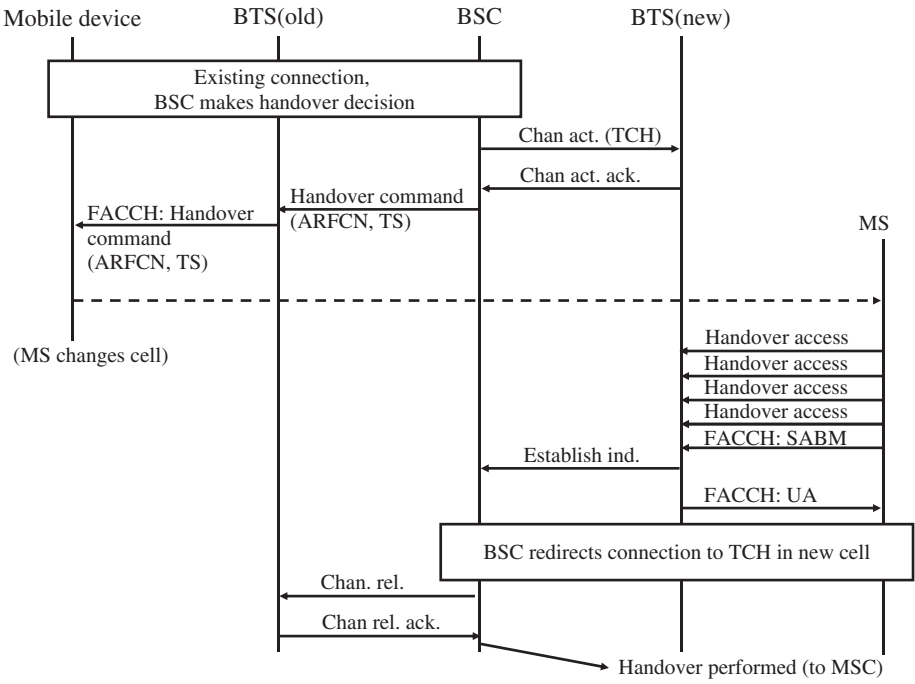 Mobile device
BTS(old)
BSC
BTS(new)
Existing connection,
BSC makes handover decision
Chan act. (TCH)
Chan act. ack.
Handover command
(ARFCN, TS)
FACCH: Handover
command
(ARFCN, TS)
MS
(MS changes cell)
Handover access
Handover access
Handover access
Handover access
FACCH: SABM
Establish ind.
FACCH: UA
BSC redirects connection to TCH in new cell
Chan. rel.
Chan rel. ack.
Handover performed (to MSC)